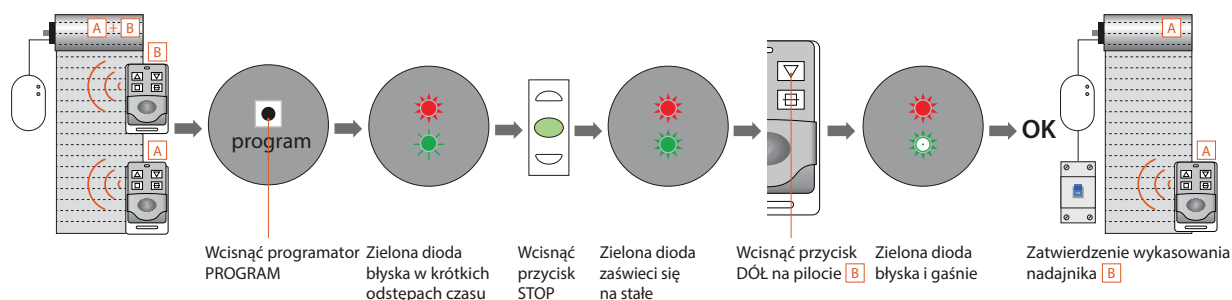 A + B
B
A
program
OK
A
A
Wcisnąć programator
PROGRAM
Zielona dioda
błyska w krótkich
odstępach czasu
Wcisnąć
przycisk
STOP
Zielona dioda
zaświeci się
na stałe
Wcisnąć przycisk
DÓŁ na pilocie B
Zielona dioda
błyska i gaśnie
Zatwierdzenie wykasowania
nadajnika B